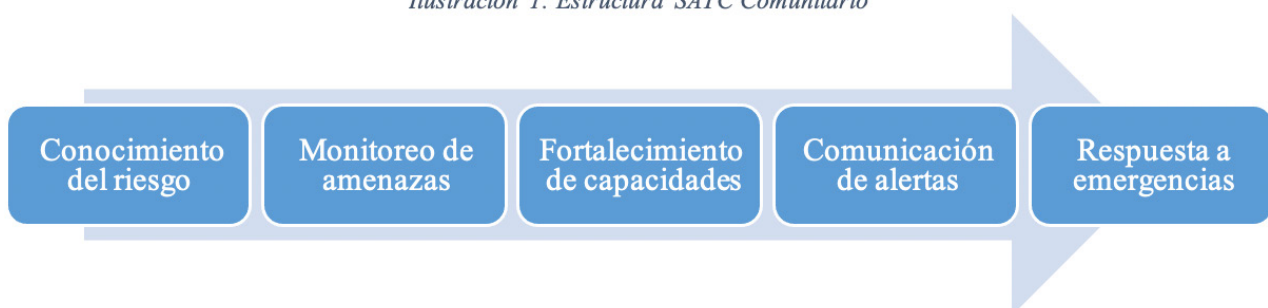 Ilustración 1. Estructura SATC Comunitario
Conocimiento
del riesgo
Monitoreo de
amenazas
Fortalecimiento
de capacidades
Comunicación
de alertas
Respuesta a
emergencias